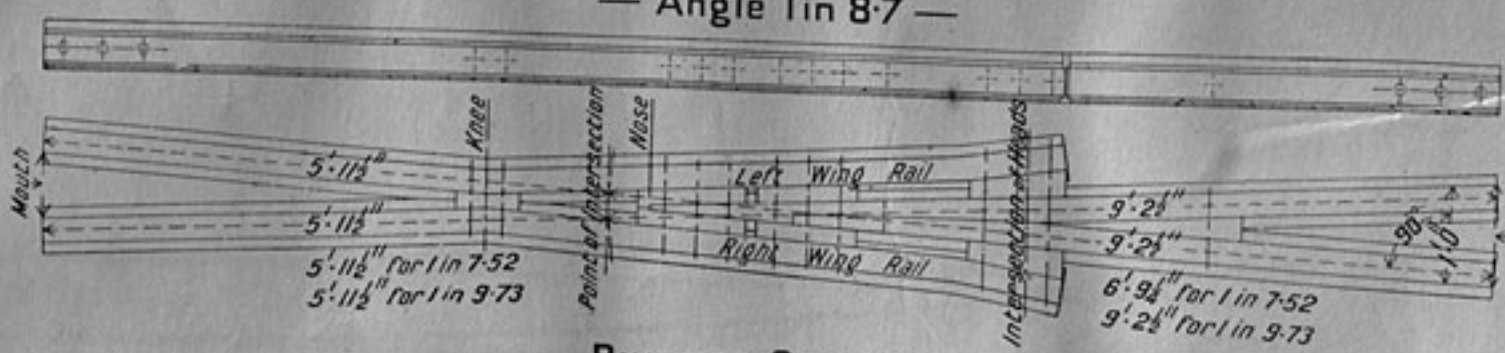 — Angle 1 in 8·7 —
Mouth
Knee
Point of Intersection
Nose
Intersection of Heads
5'-11½"
5'-11½"
5'-11½" for 1 in 7·52
5'-11½" for 1 in 9·73
Left Wing Rail
Right Wing Rail
9'-2½"
9'-2½"
6'-9¼" for 1 in 7·52
9'-2½" for 1 in 9·73
90°